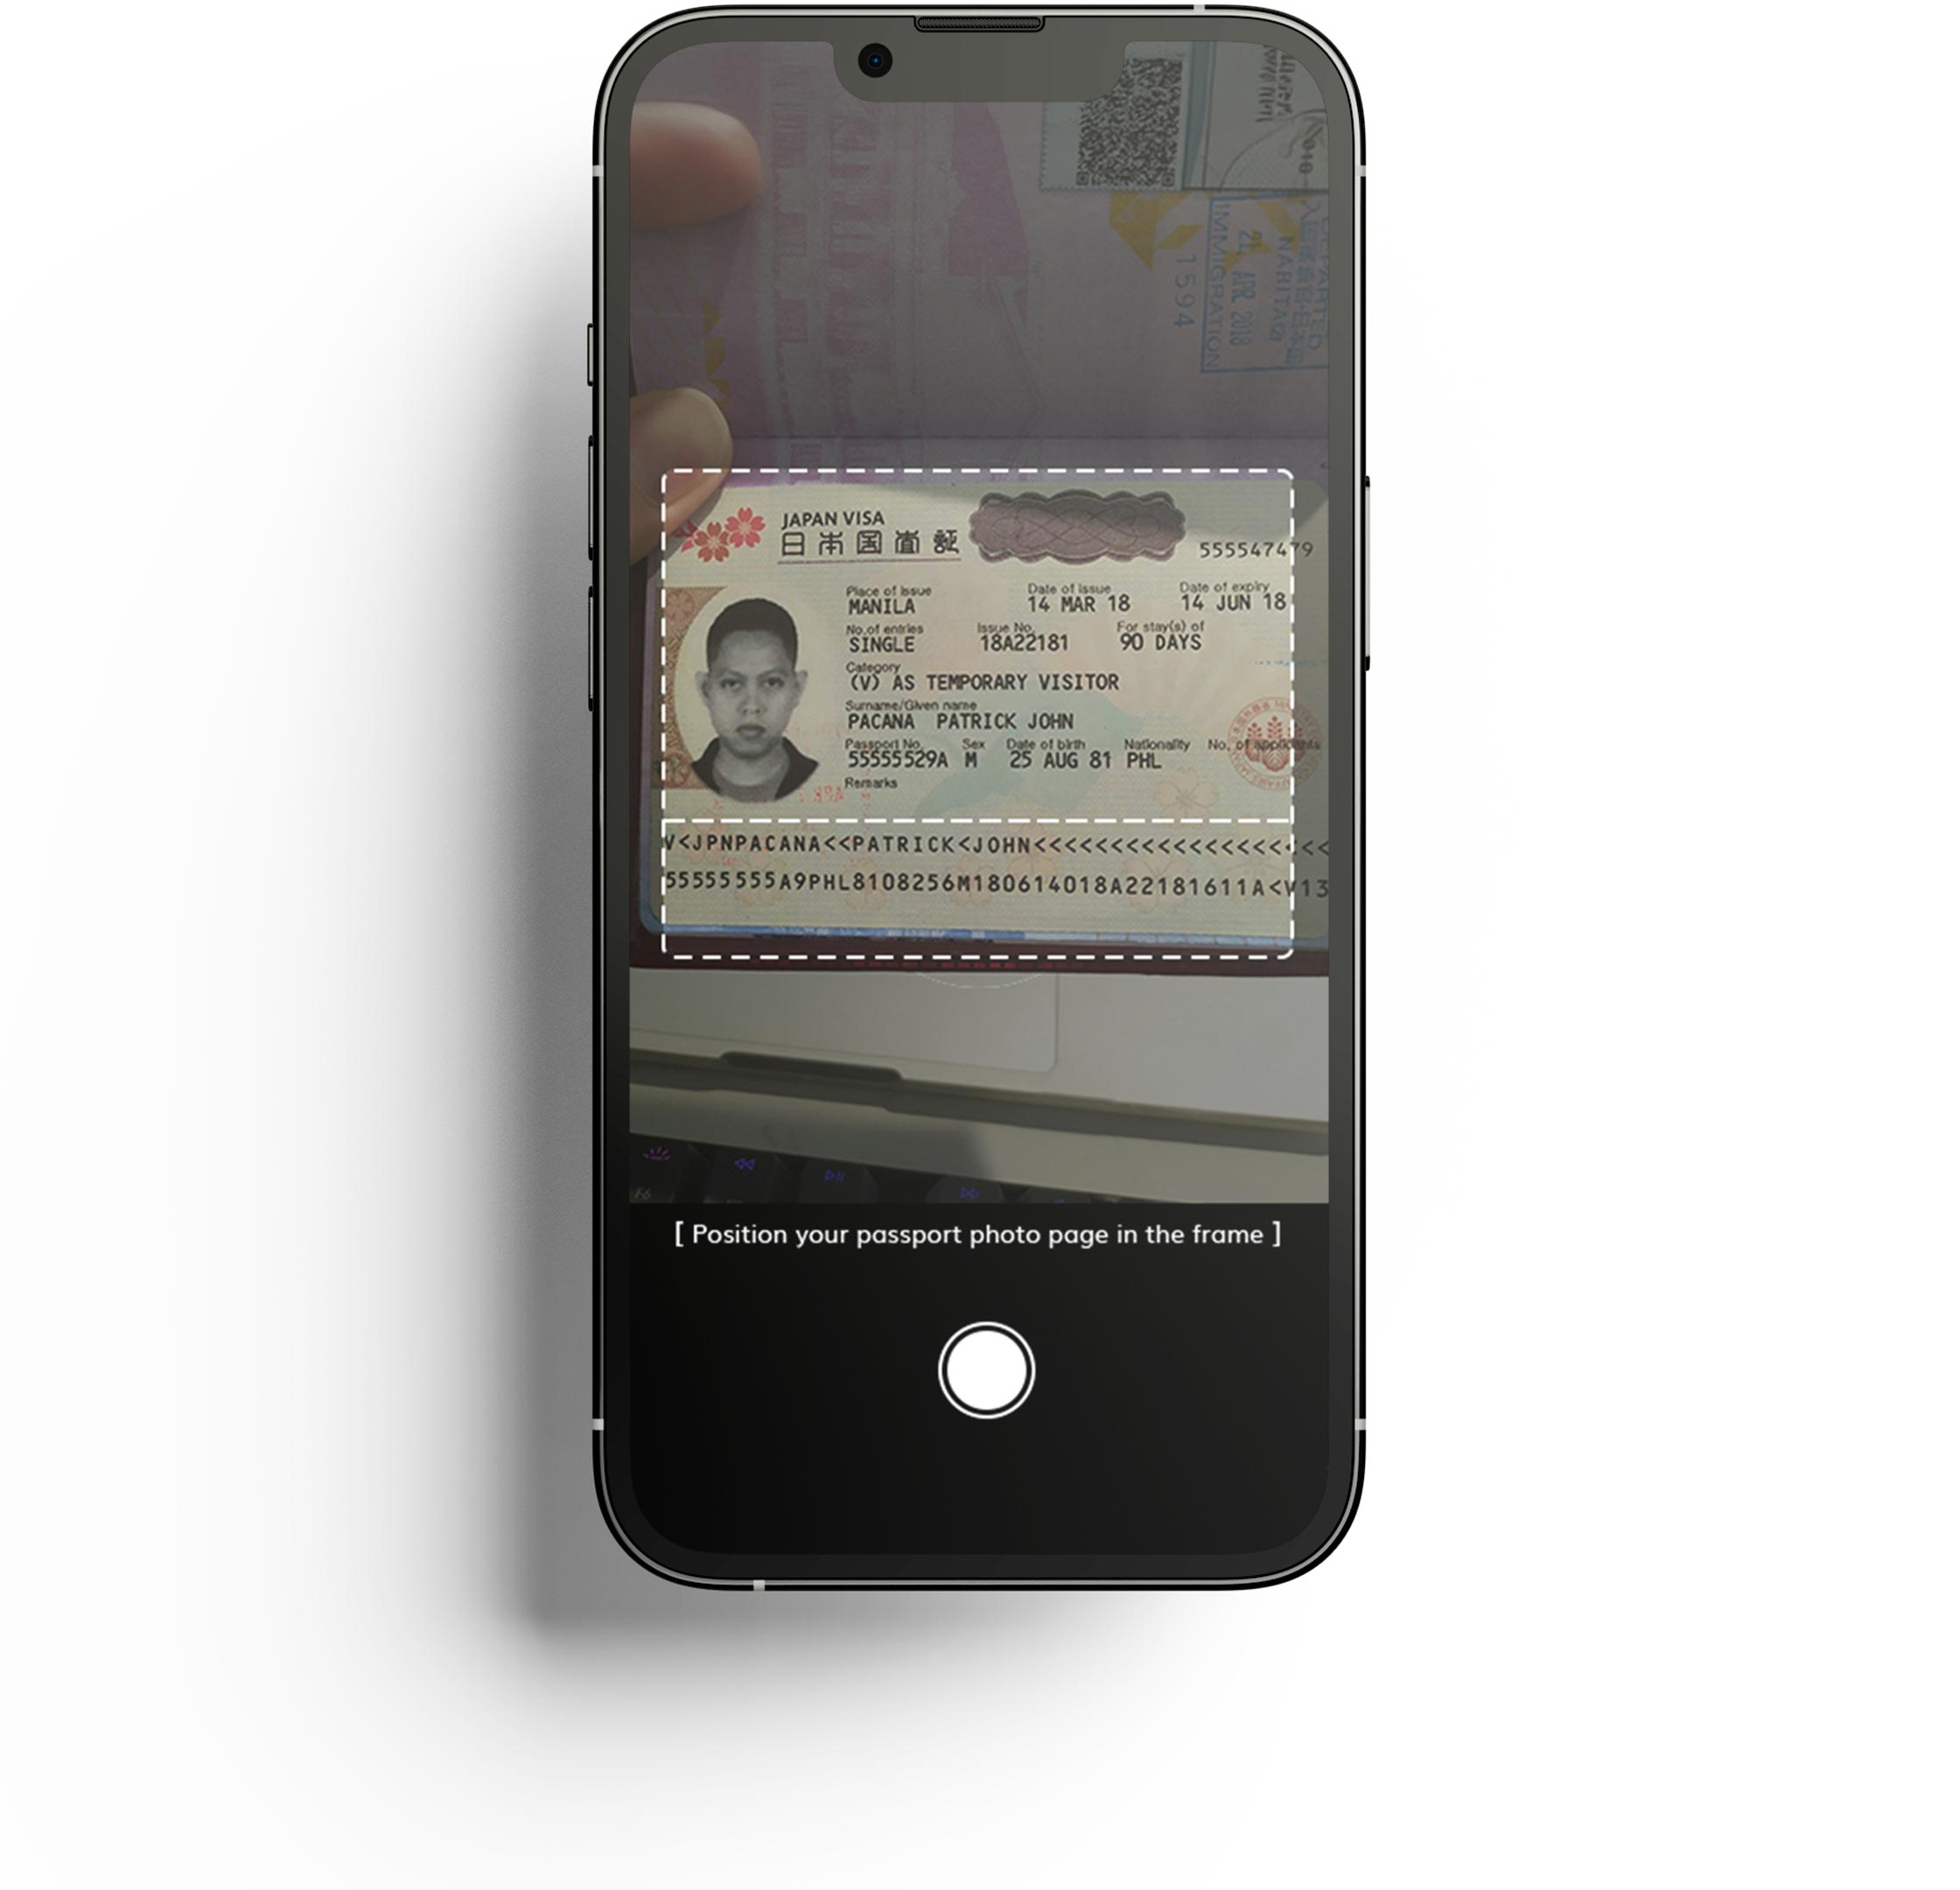 IMMIGRATION
21 APR 2018
NARITA(2)
1594
JAPAN VISA
日本国査証
555547479
Place of issue Date of issue Date of expiry
MANILA 14 MAR 18 14 JUN 18
No.of entries Issue No. For stay(s) of
SINGLE 18A22181 90 DAYS
Category
(V) AS TEMPORARY VISITOR
Surname/Given name
PACANA PATRICK JOHN
Passport No. Sex Date of birth Nationality No. of applicants
55555529A M 25 AUG 81 PHL
Remarks
V<JPNPACANA<<PATRICK<JOHN<<<<<<<<<<<<<<<<<<<
55555555A9PHL8108256M180614018A22181611A<V13
F6
[ Position your passport photo page in the frame ]